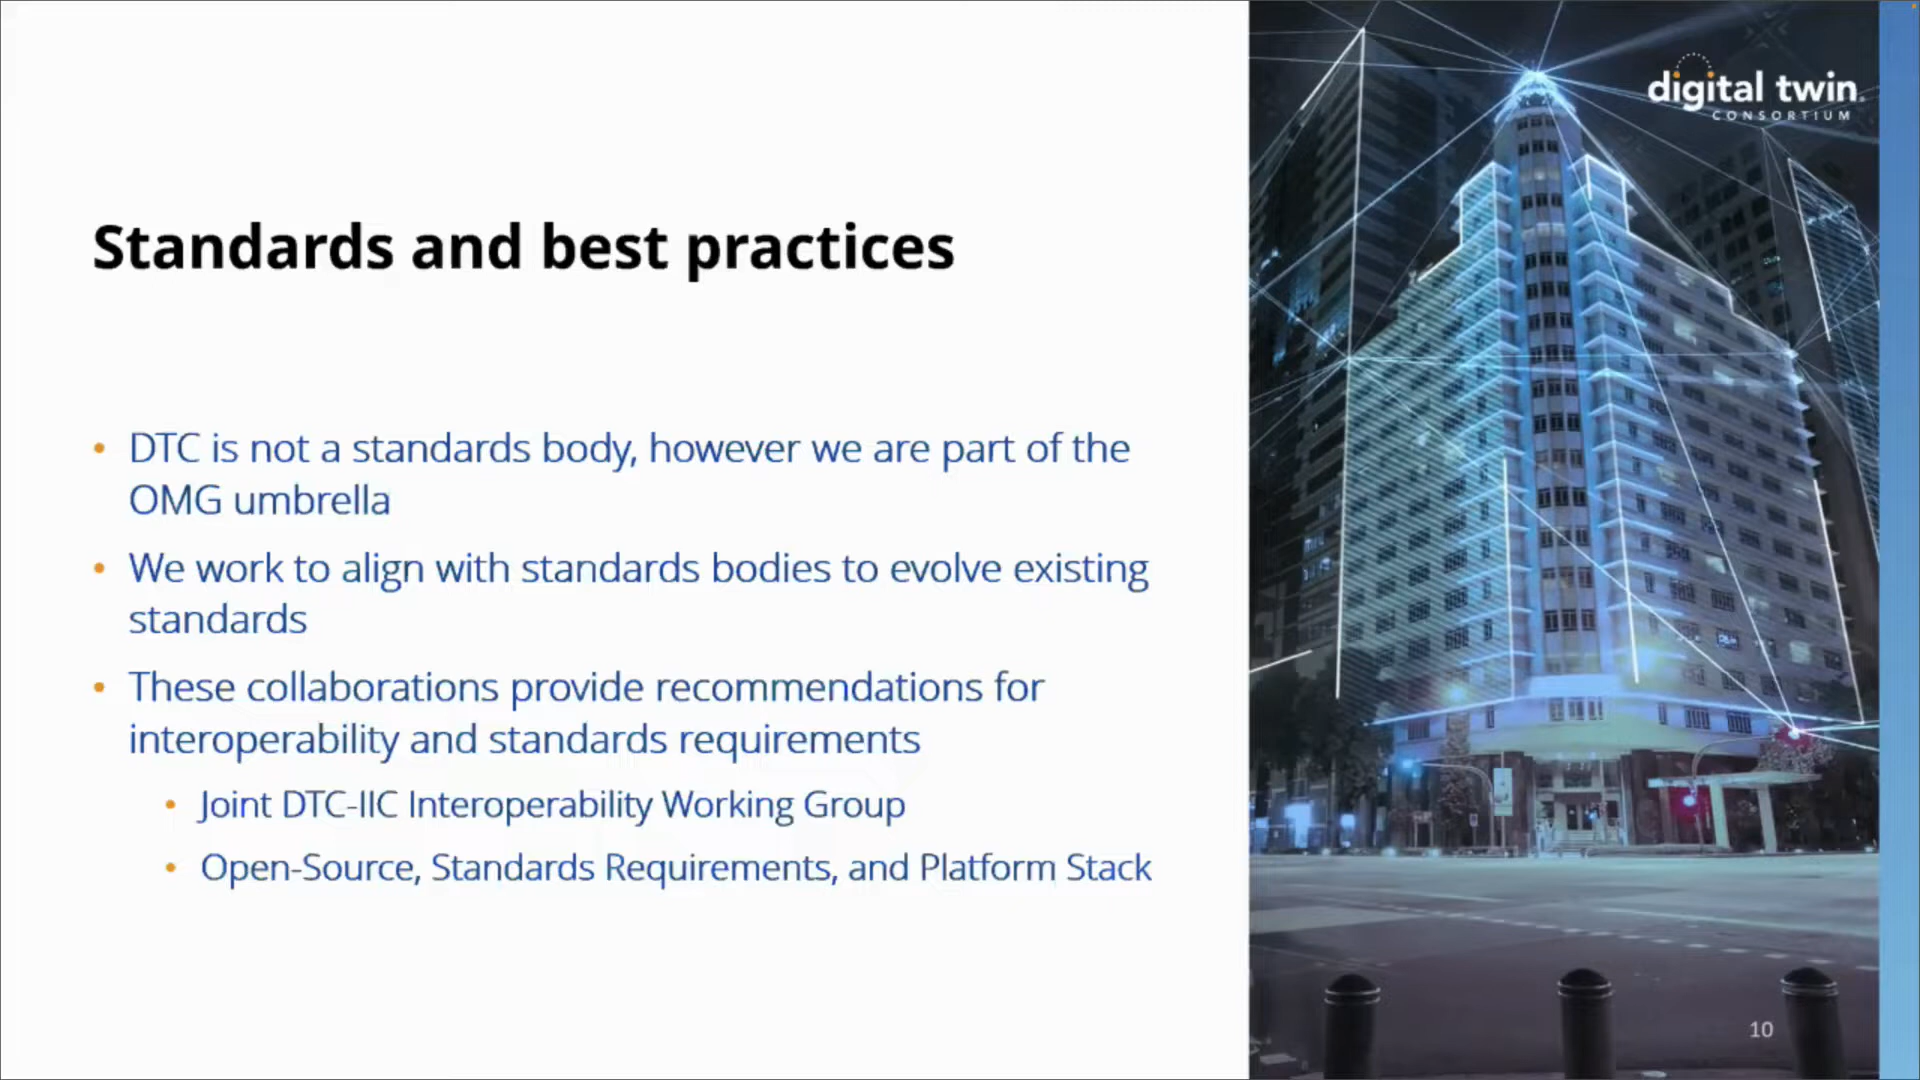 digital twin
CONSORTIUM
Standards and best practices
• DTC is not a standards body, however we are part of the
OMG umbrella
• We work to align with standards bodies to evolve existing
standards
• These collaborations provide recommendations for
interoperability and standards requirements
• Joint DTC-IIC Interoperability Working Group
• Open-Source, Standards Requirements, and Platform Stack
10